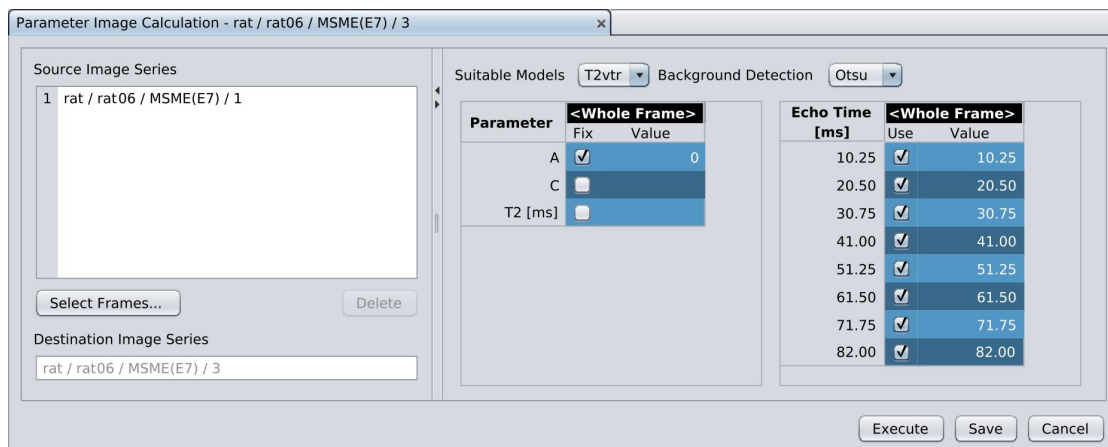 Parameter Image Calculation - rat / rat06 / MSME(E7) / 3
Source Image Series
1 rat / rat06 / MSME(E7) / 1
Select Frames...
Delete
Destination Image Series
rat / rat06 / MSME(E7) / 3
Suitable Models T2vtr Background Detection Otsu
Parameter <Whole Frame>
Fix Value
A 0
C
T2 [ms]
Echo Time [ms] <Whole Frame>
Use Value
10.25 10.25
20.50 20.50
30.75 30.75
41.00 41.00
51.25 51.25
61.50 61.50
71.75 71.75
82.00 82.00
Execute Save Cancel